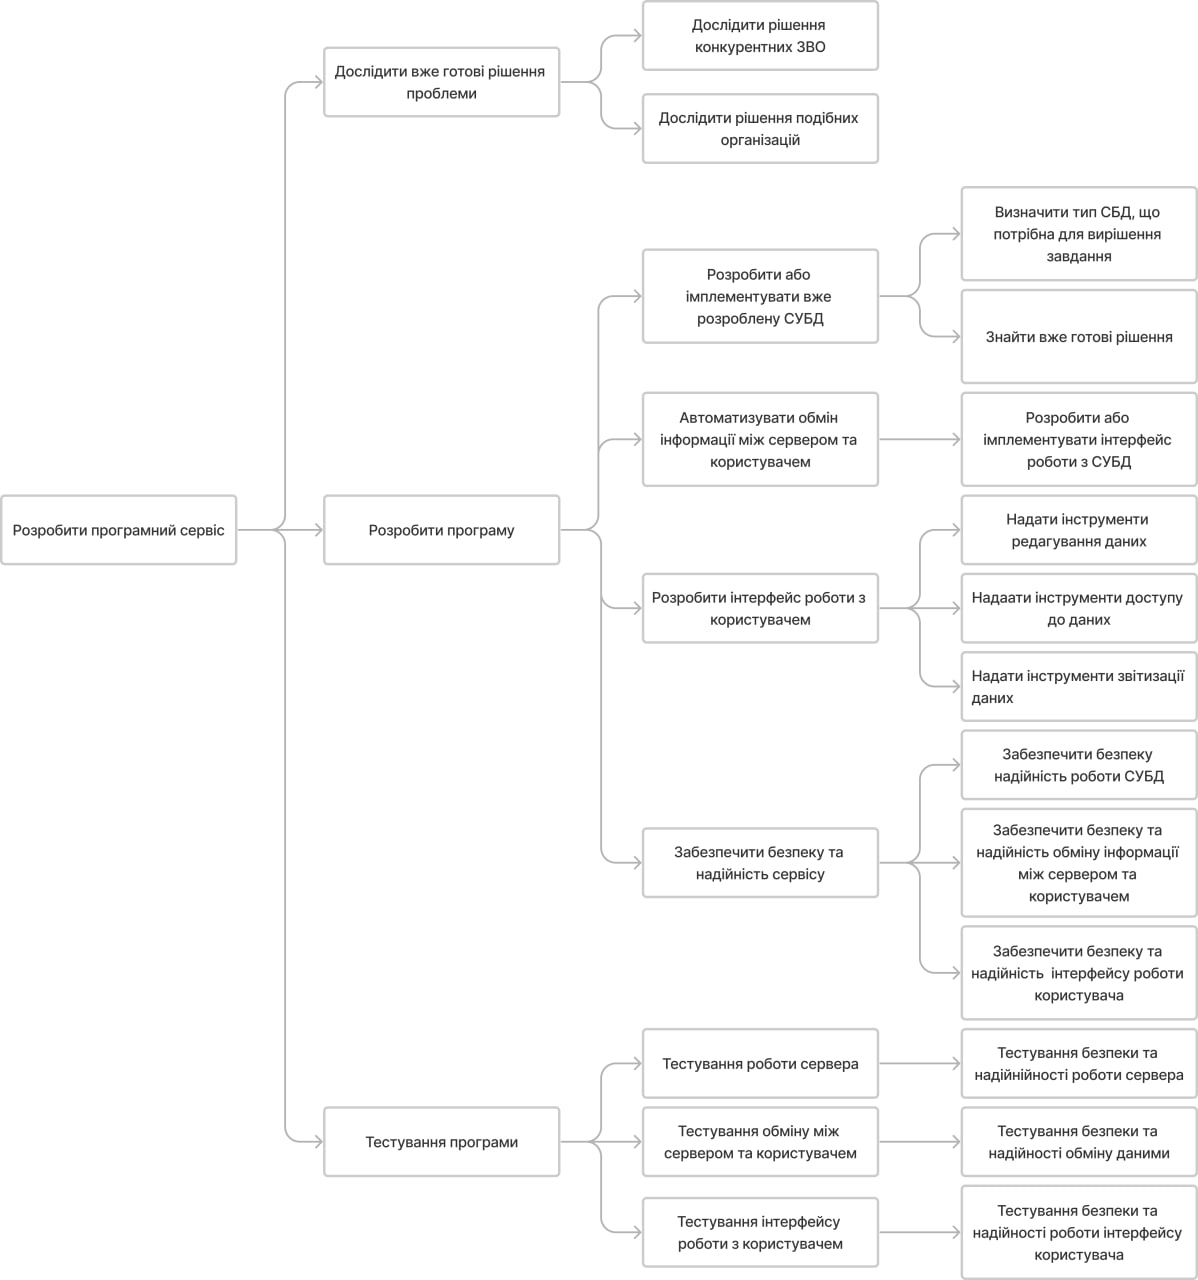 Дослідити рішення
конкурентних ЗВО
Дослідити вже готові рішення
проблеми
Дослідити рішення подібних
організацій
Визначити тип СБД, що
потрібна для вирішення
завдання
Розробити або
імплементувати вже
розроблену СУБД
Знайти вже готові рішення
Автоматизувати обмін
інформації між сервером та
користувачем
Розробити або
імплементувати інтерфейс
роботи з СУБД
Розробити програмний сервіс
Розробити програму
Надати інструменти
редагування даних
Розробити інтерфейс роботи з
користувачем
Надаати інструменти доступу
до даних
Надати інструменти звітизації
даних
Забезпечити безпеку
надійність роботи СУБД
Забезпечити безпеку та
надійність сервісу
Забезпечити безпеку та
надійність обміну інформації
між сервером та
користувачем
Забезпечити безпеку та
надійність  інтерфейсу роботи
користувача
Тестування роботи сервера
Тестування безпеки та
надійнійності роботи сервера
Тестування програми
Тестування обміну між
сервером та користувачем
Тестування безпеки та
надійності обміну даними
Тестування інтерфейсу
роботи з користувачем
Тестування безпеки та
надійності роботи інтерфейсу
користувача